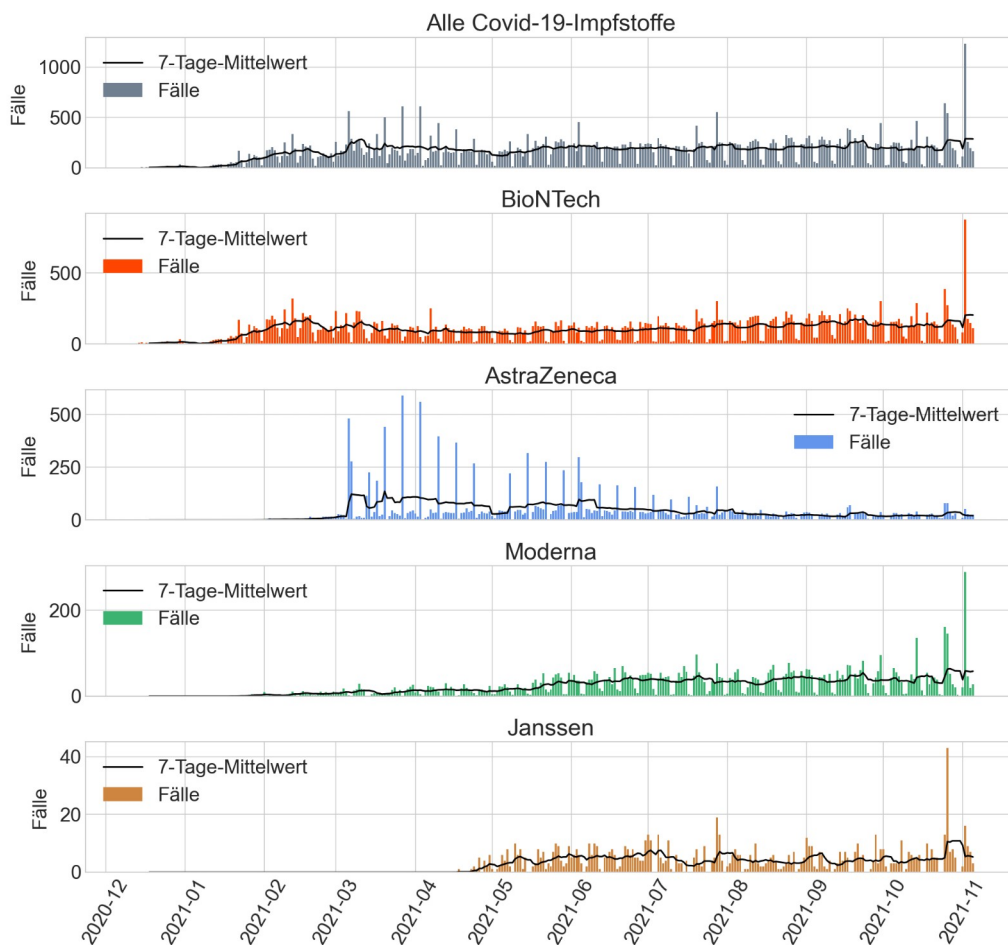 Alle Covid-19-Impfstoffe
7-Tage-Mittelwert
Fälle
1000
500
0
Fälle
BioNTech
7-Tage-Mittelwert
Fälle
500
0
Fälle
AstraZeneca
7-Tage-Mittelwert
Fälle
500
250
0
Fälle
Moderna
7-Tage-Mittelwert
Fälle
200
0
Fälle
Janssen
7-Tage-Mittelwert
Fälle
40
20
0
Fälle
2020-12
2021-01
2021-02
2021-03
2021-04
2021-05
2021-06
2021-07
2021-08
2021-09
2021-10
2021-11